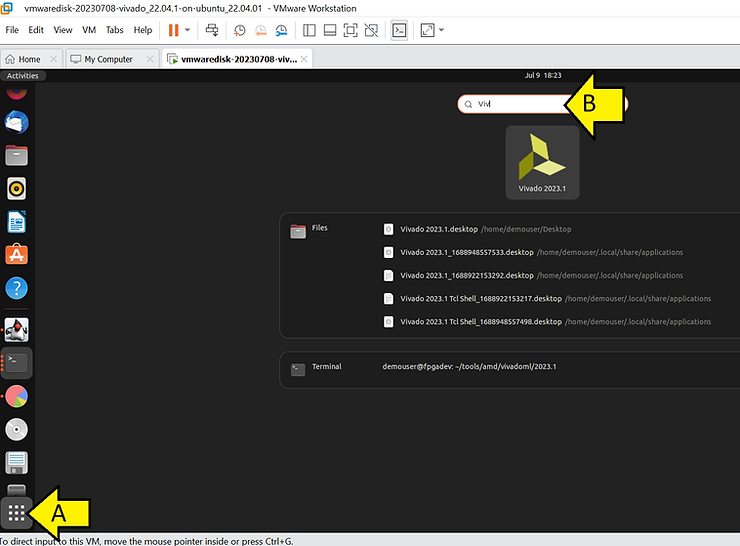 vmwaredisk-20230708-vivado_22.04.1-on-ubuntu_22.04.01 - VMware Workstation
File Edit View VM Tabs Help
Home My Computer vmwaredisk-20230708-viv...
Activities Jul 9 18:23
Viv B
Vivado 2023.1
Files Vivado 2023.1.desktop /home/demouser/Desktop
Vivado 2023.1_1688948557533.desktop /home/demouser/.local/share/applications
Vivado 2023.1_1688922153292.desktop /home/demouser/.local/share/applications
Vivado 2023.1 Tcl Shell_1688922153217.desktop /home/demouser/.local/share/applications
Vivado 2023.1 Tcl Shell_1688948557498.desktop /home/demouser/.local/share/applications
Terminal demouser@fpgadev: ~/tools/amd/vivadoml/2023.1
A
To direct input to this VM, move the mouse pointer inside or press Ctrl+G.